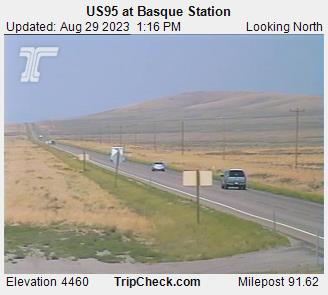 US95 at Basque Station
Updated: Aug 29 2023 1:16 PM Looking North
Elevation 4460 TripCheck.com Milepost 91.62